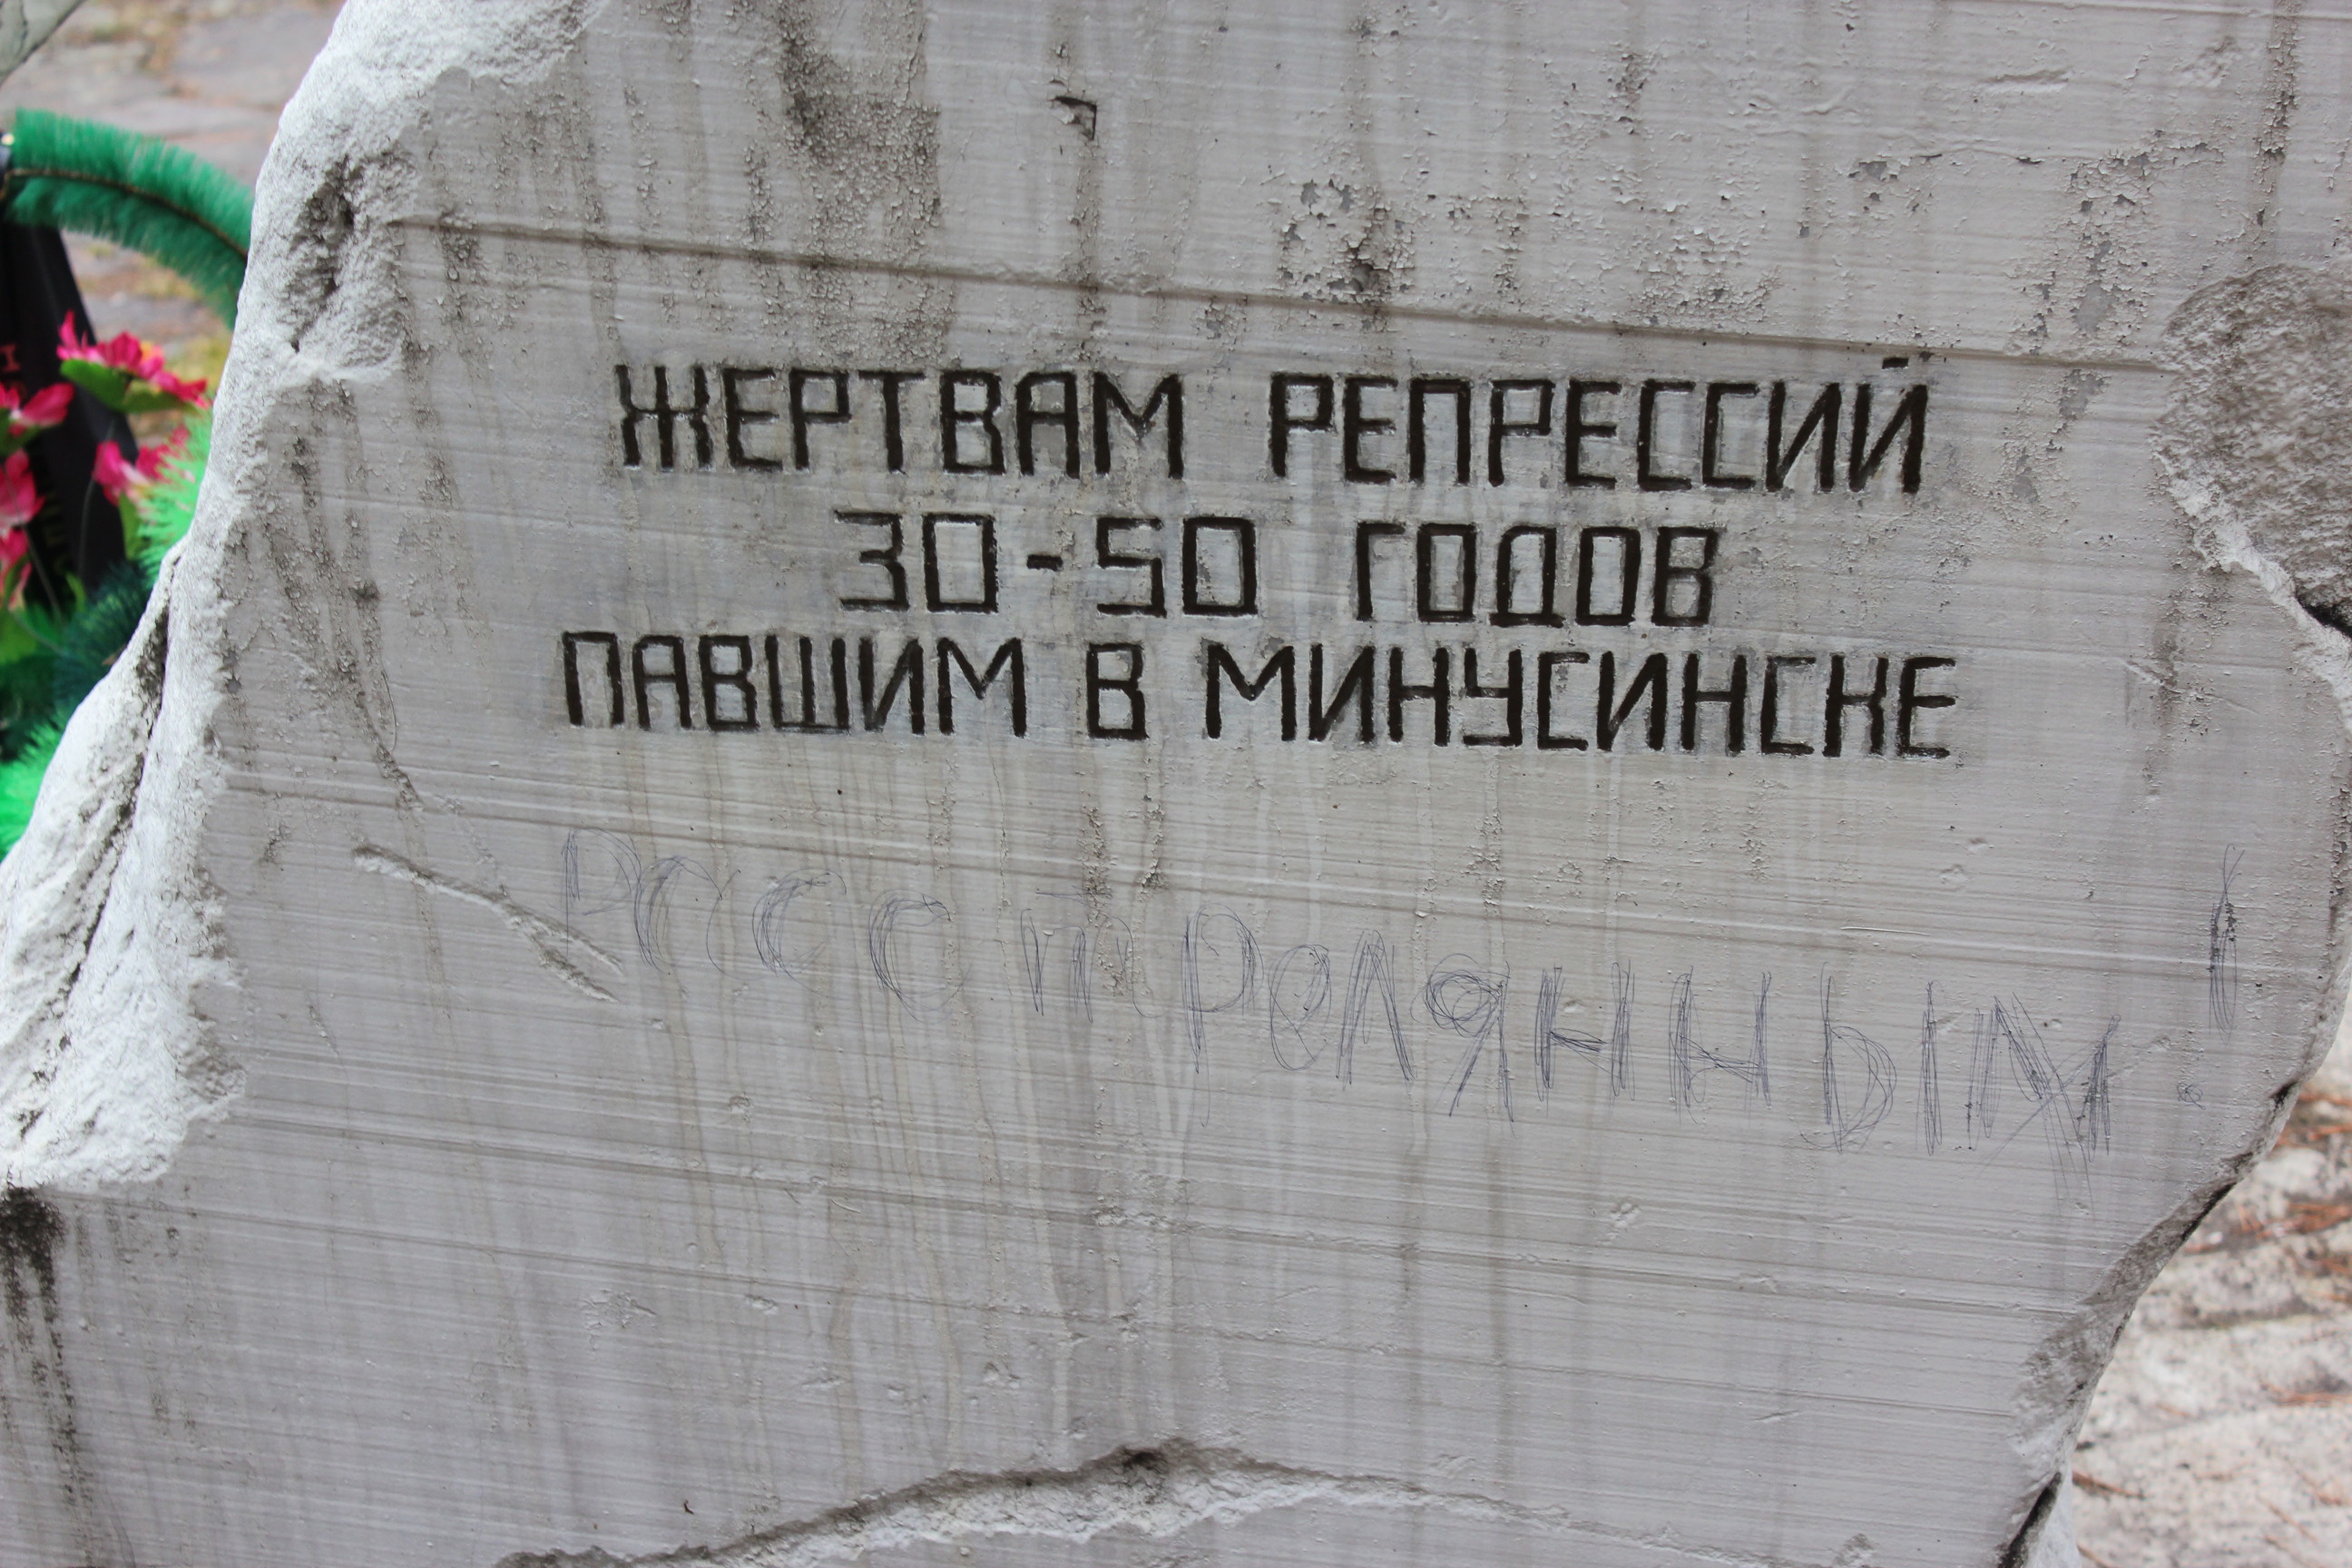 ЖЕРТВАМ РЕПРЕССИЙ
30-50 ГОДОВ
ПАВШИМ В МИНУСИНСКЕ
РАССТРЕЛЯННЫМ!